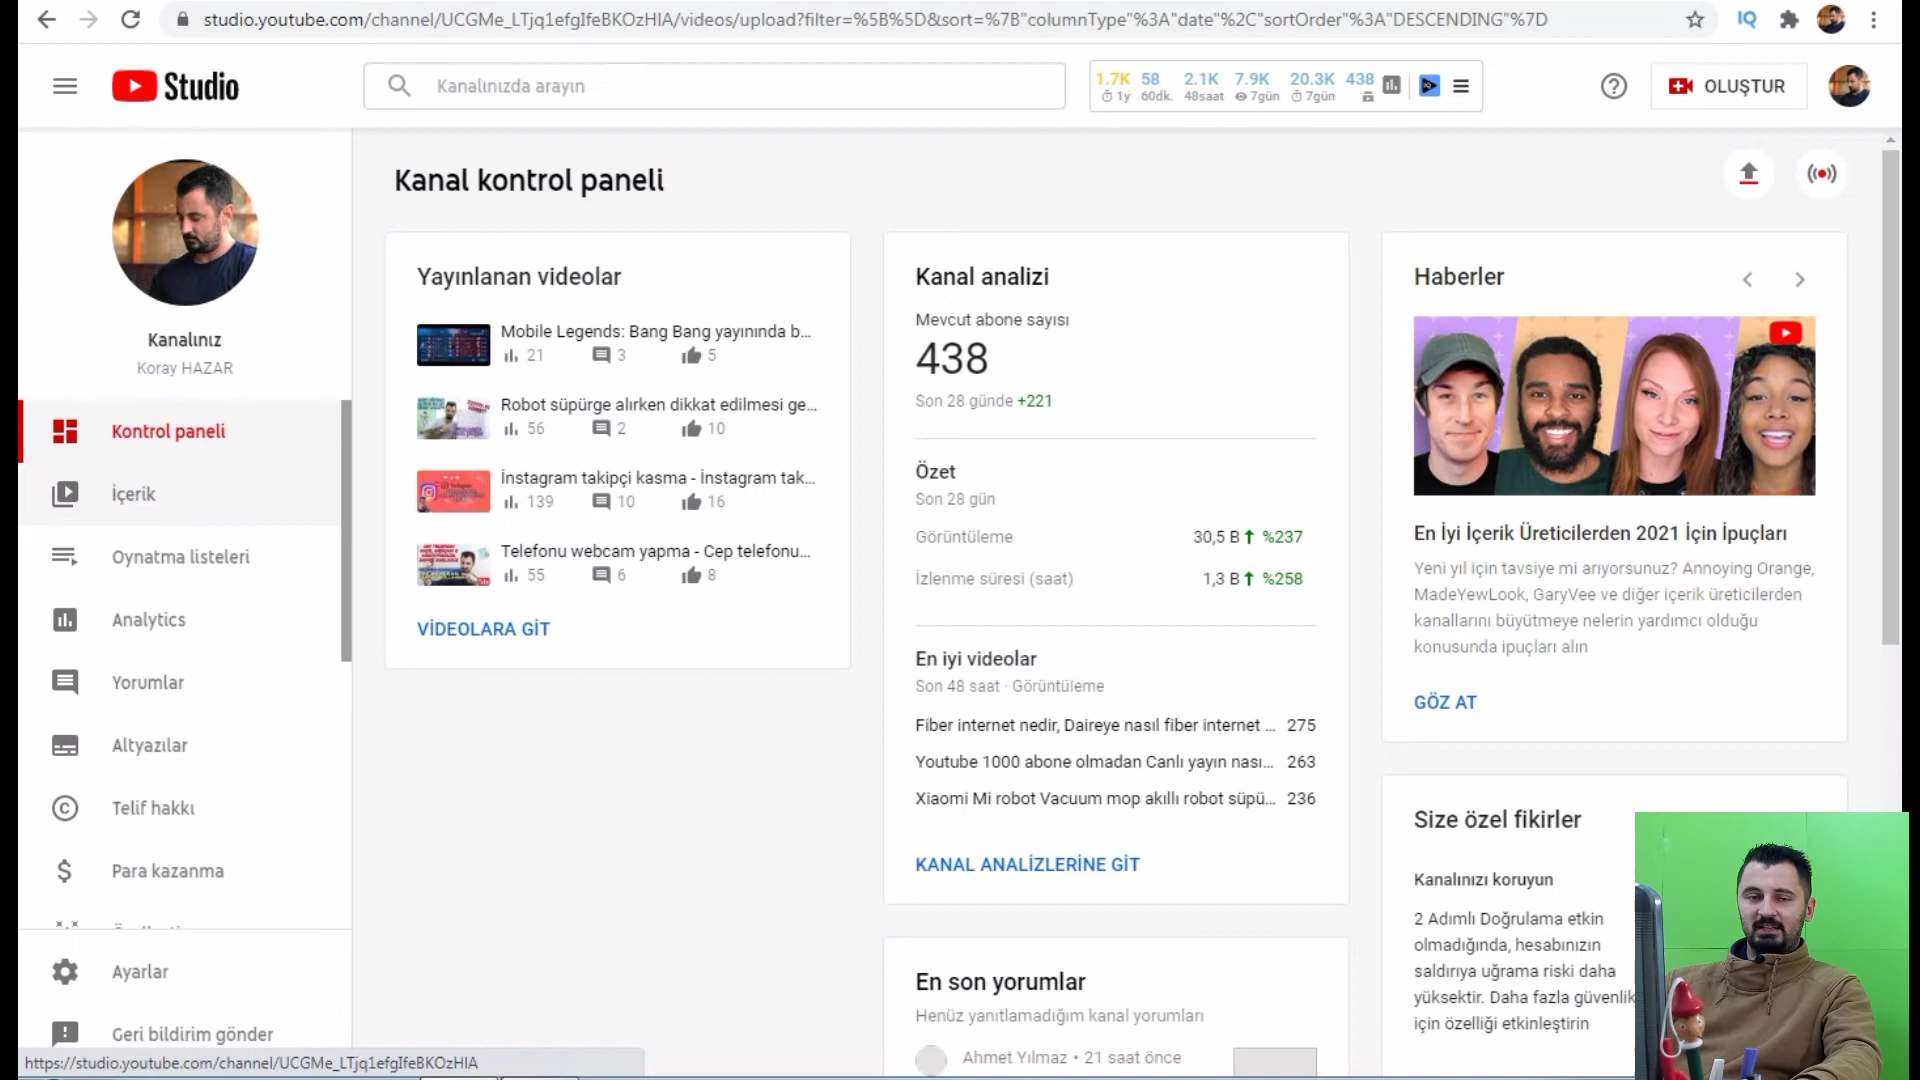 studio.youtube.com/channel/UCGMe_LTjq1efgIfeBKOzHIA/videos/upload?filter=%5B%5D&sort=%7B"columnType"%3A"date"%2C"sortOrder"%3A"DESCENDING"%7D
IQ
Studio
Kanalınızda arayın
1.7K 58 2.1K 7.9K 20.3K 438
1y 60dk. 48saat 7gün 7gün
OLUŞTUR
Kanalınız
Koray HAZAR
Kontrol paneli
İçerik
Oynatma listeleri
Analytics
Yorumlar
Altyazılar
Telif hakkı
Para kazanma
Ayarlar
Geri bildirim gönder
https://studio.youtube.com/channel/UCGMe_LTjq1efgIfeBKOzHIA
Kanal kontrol paneli
Yayınlanan videolar
Mobile Legends: Bang Bang yayınında b...
21 3 5
Robot süpürge alırken dikkat edilmesi ge...
56 2 10
İnstagram takipçi kasma - İnstagram tak...
139 10 16
Telefonu webcam yapma - Cep telefonu...
55 6 8
VİDEOLARA GİT
Kanal analizi
Mevcut abone sayısı
438
Son 28 günde +221
Özet
Son 28 gün
Görüntüleme 30,5 B %237
İzlenme süresi (saat) 1,3 B %258
En iyi videolar
Son 48 saat · Görüntüleme
Fiber internet nedir, Daireye nasıl fiber internet ... 275
Youtube 1000 abone olmadan Canlı yayın nası... 263
Xiaomi Mi robot Vacuum mop akıllı robot süpü... 236
KANAL ANALİZLERİNE GİT
En son yorumlar
Henüz yanıtlamadığım kanal yorumları
Ahmet Yılmaz • 21 saat önce
Haberler
En İyi İçerik Üreticilerden 2021 İçin İpuçları
Yeni yıl için tavsiye mi arıyorsunuz? Annoying Orange,
MadeYewLook, GaryVee ve diğer içerik üreticilerden
kanallarını büyütmeye nelerin yardımcı olduğu
konusunda ipuçları alın
GÖZ AT
Size özel fikirler
Kanalınızı koruyun
2 Adımlı Doğrulama etkin
olmadığında, hesabınızın
saldırıya uğrama riski daha
yüksektir. Daha fazla güvenlik
için özelliği etkinleştirin